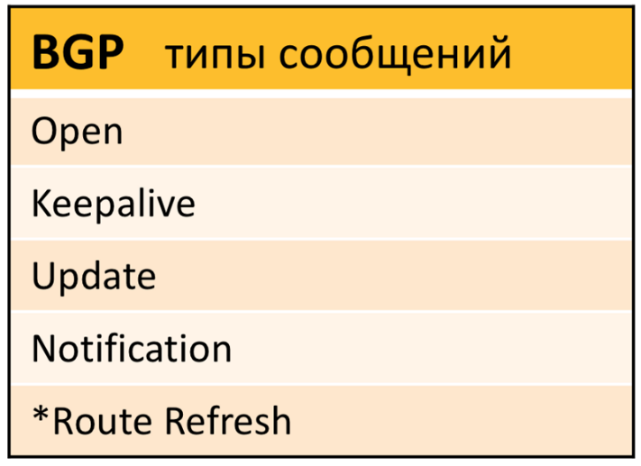 BGP типы сообщений
Open
Keepalive
Update
Notification
*Route Refresh